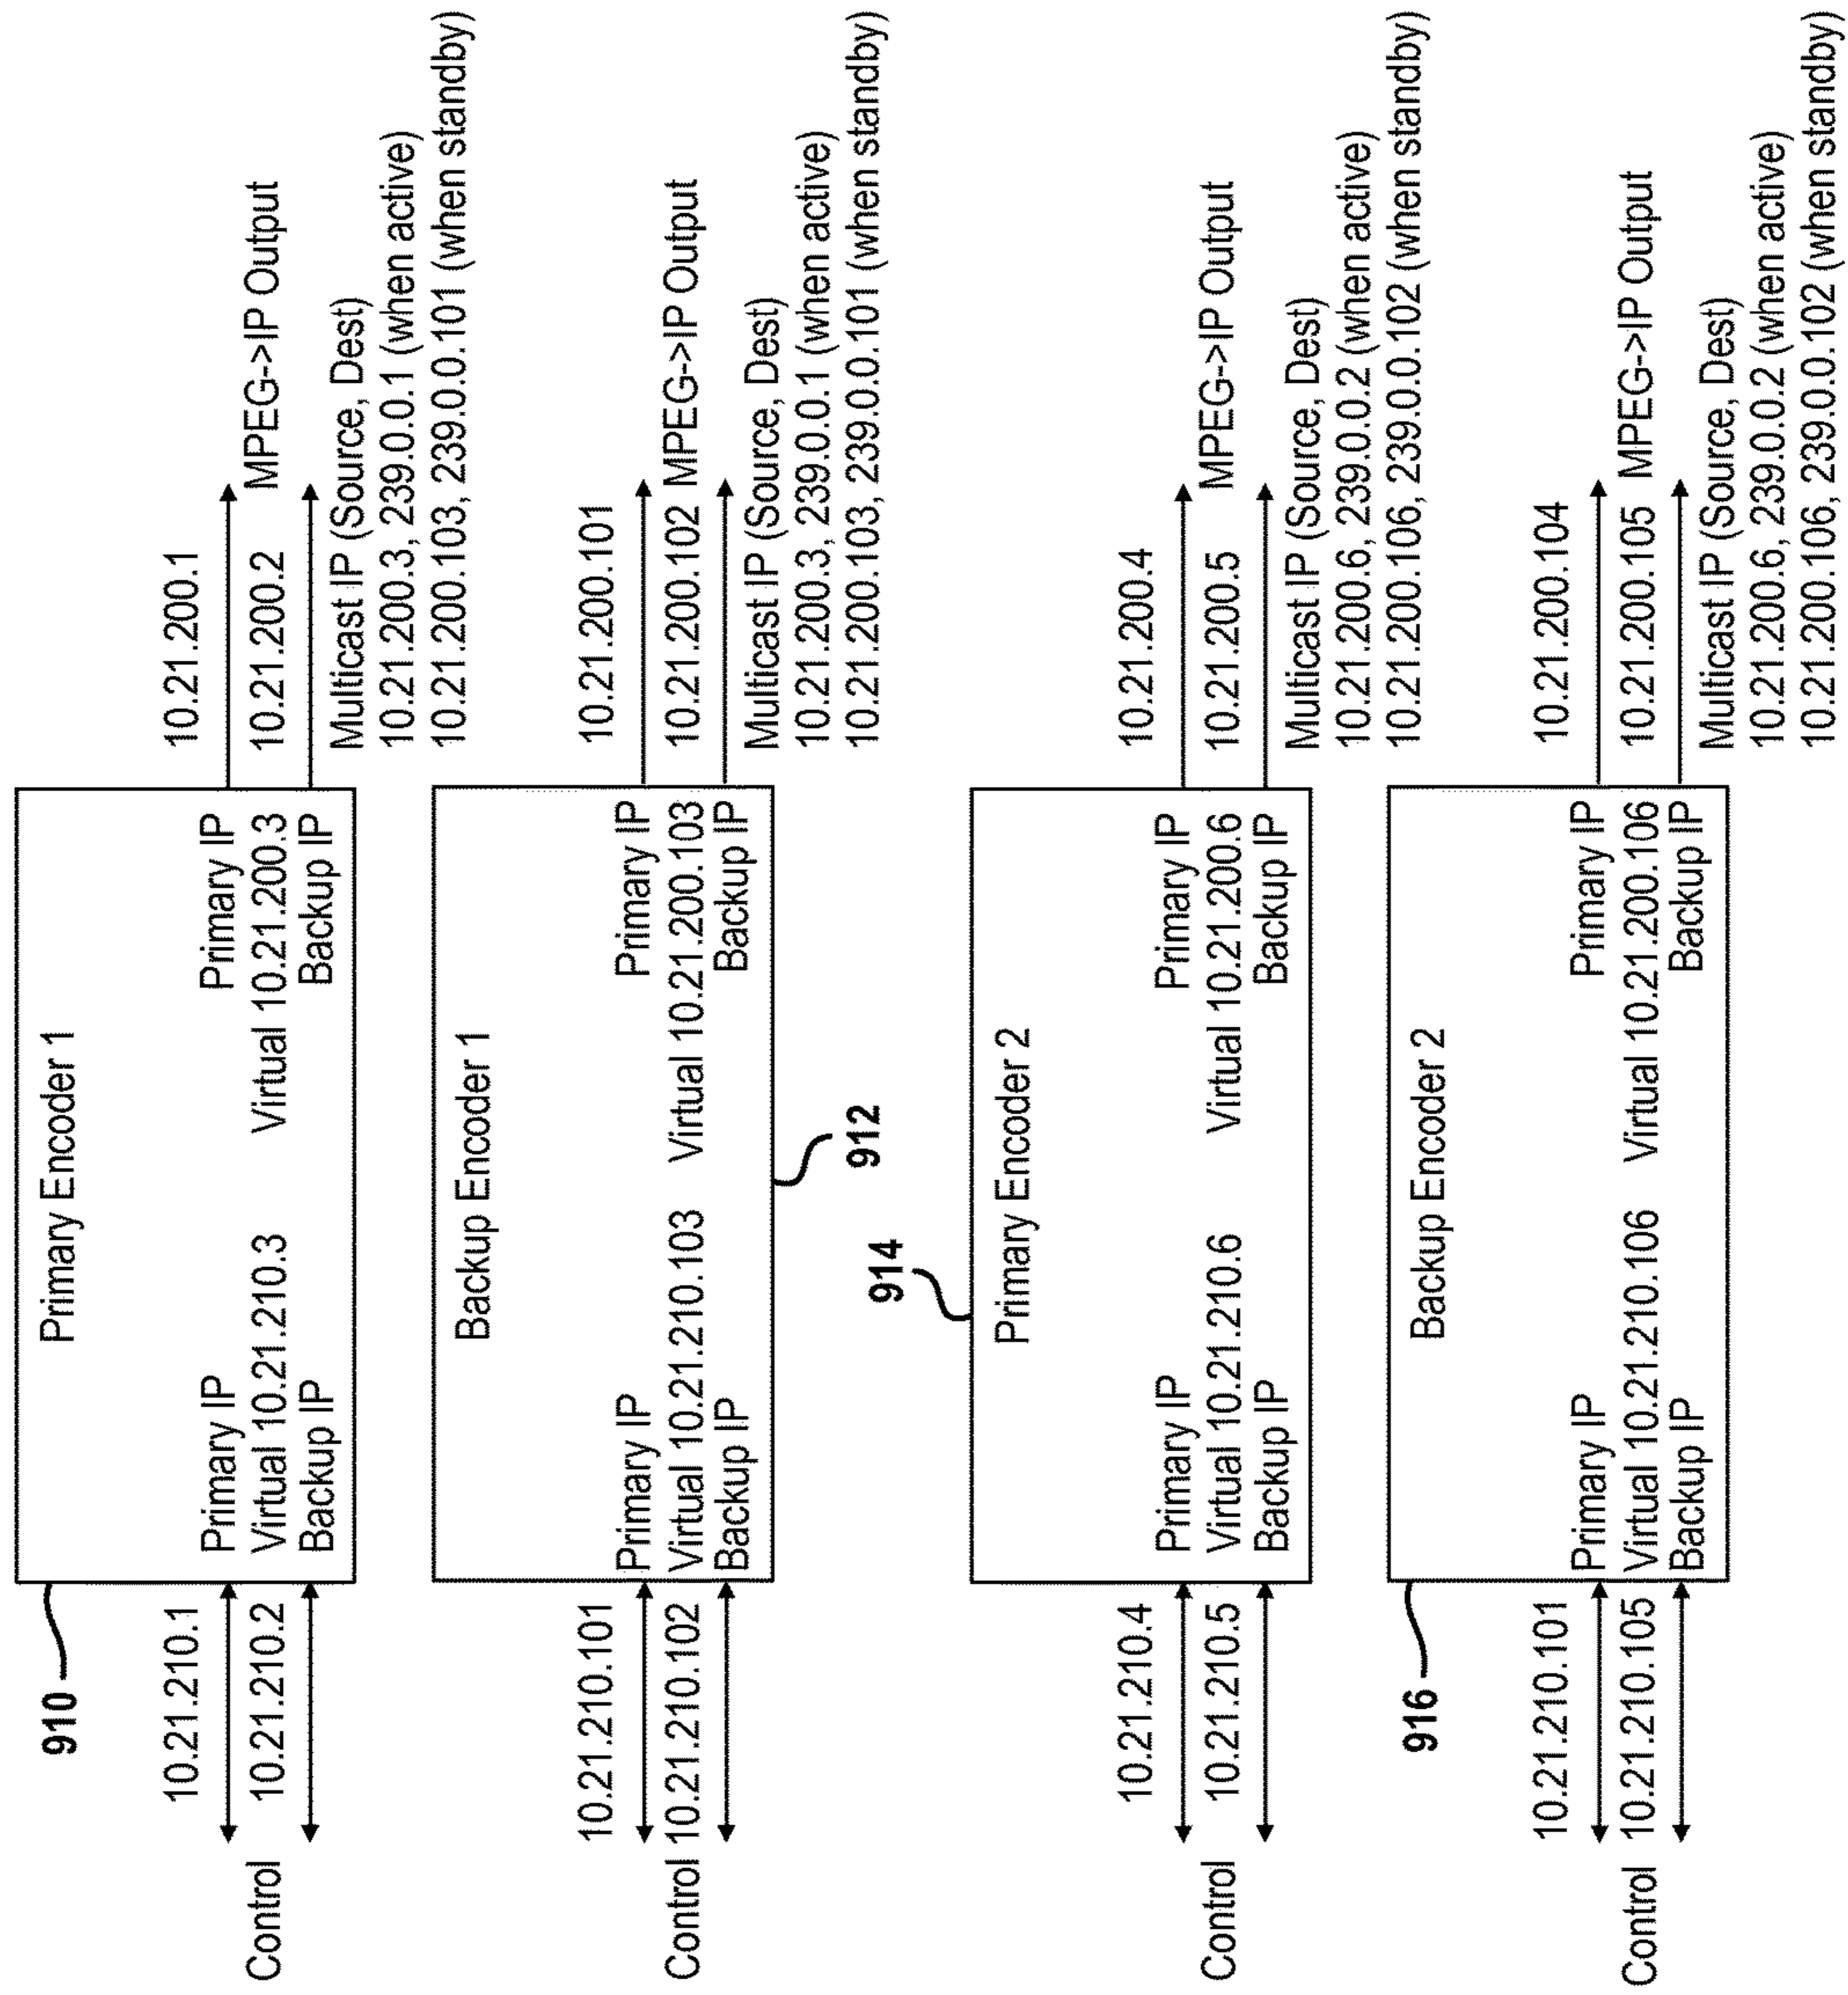 910
Primary Encoder 1
10.21.210.1
Primary IP
Primary IP
10.21.200.1
Control
10.21.210.2
Virtual 10.21.210.3
Virtual 10.21.200.3
10.21.200.2
MPEG->IP Output
Backup IP
Backup IP
Multicast IP (Source, Dest)
10.21.200.3, 239.0.0.1 (when active)
10.21.200.103, 239.0.0.101 (when standby)
Backup Encoder 1
10.21.210.101
Primary IP
Primary IP
10.21.200.101
Control
10.21.210.102
Virtual 10.21.210.103
Virtual 10.21.200.103
10.21.200.102
MPEG->IP Output
Backup IP
Backup IP
Multicast IP (Source, Dest)
10.21.200.3, 239.0.0.1 (when active)
10.21.200.103, 239.0.0.101 (when standby)
912
914
Primary Encoder 2
10.21.210.4
Primary IP
Primary IP
10.21.200.4
Control
10.21.210.5
Virtual 10.21.210.6
Virtual 10.21.200.6
10.21.200.5
MPEG->IP Output
Backup IP
Backup IP
Multicast IP (Source, Dest)
10.21.200.6, 239.0.0.2 (when active)
10.21.200.106, 239.0.0.102 (when standby)
916
Backup Encoder 2
10.21.210.101
Primary IP
Primary IP
10.21.200.104
Control
10.21.210.105
Virtual 10.21.210.106
Virtual 10.21.200.106
10.21.200.105
MPEG->IP Output
Backup IP
Backup IP
Multicast IP (Source, Dest)
10.21.200.6, 239.0.0.2 (when active)
10.21.200.106, 239.0.0.102 (when standby)